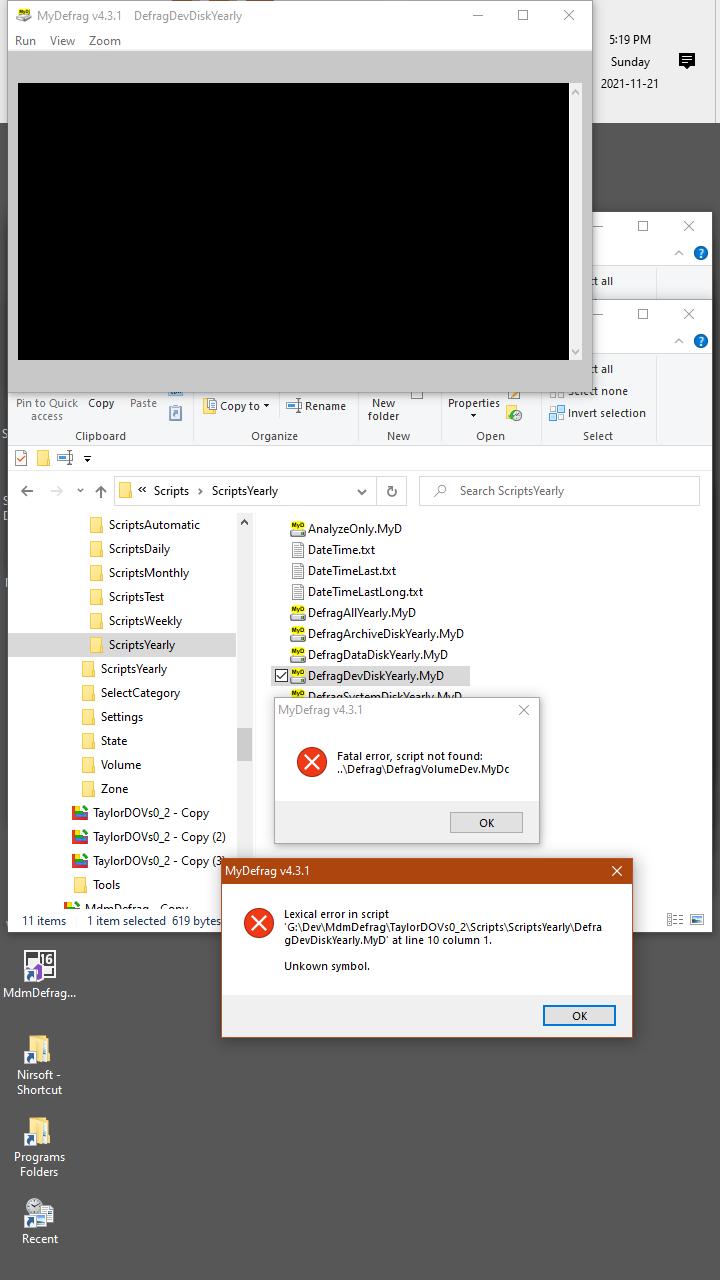 MyDefrag v4.3.1 DefragDevDiskYearly
Run View Zoom
5:19 PM
Sunday
2021-11-21
ct all
ct all
Pin to Quick
access
Copy
Paste
Copy to
Rename
New
folder
Properties
Select none
Invert selection
Clipboard
Organize
New
Open
Select
« Scripts › ScriptsYearly
Search ScriptsYearly
ScriptsAutomatic
ScriptsDaily
ScriptsMonthly
ScriptsTest
ScriptsWeekly
ScriptsYearly
ScriptsYearly
SelectCategory
Settings
State
Volume
Zone
TaylorDOVs0_2 - Copy
TaylorDOVs0_2 - Copy (2)
TaylorDOVs0_2 - Copy (3)
Tools
MdmDefrag - Copy
AnalyzeOnly.MyD
DateTime.txt
DateTimeLast.txt
DateTimeLastLong.txt
DefragAllYearly.MyD
DefragArchiveDiskYearly.MyD
DefragDataDiskYearly.MyD
DefragDevDiskYearly.MyD
DefragSystemDiskYearly.MyD
MyDefrag v4.3.1
Fatal error, script not found:
..\Defrag\DefragVolumeDev.MyDc
OK
MyDefrag v4.3.1
Lexical error in script
'G:\Dev\MdmDefrag\TaylorDOVs0_2\Scripts\ScriptsYearly\Defra
gDevDiskYearly.MyD' at line 10 column 1.
Unkown symbol.
OK
11 items 1 item selected 619 bytes
MdmDefrag...
Nirsoft -
Shortcut
Programs
Folders
Recent